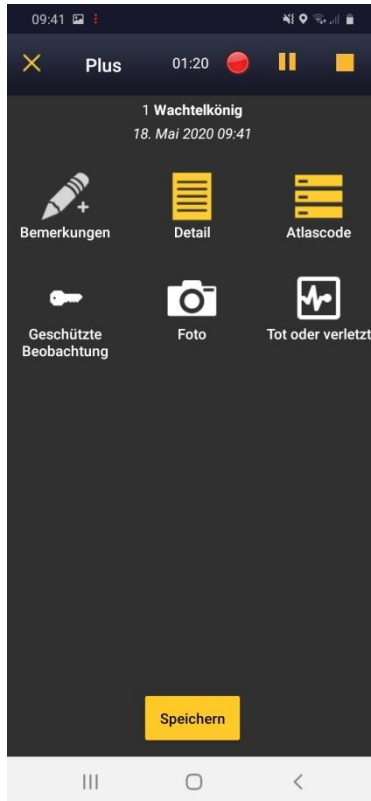 09:41
Plus 01:20
1 Wachtelkönig
18. Mai 2020 09:41
Bemerkungen Detail Atlascode
Geschützte Beobachtung Foto Tot oder verletzt
Speichern